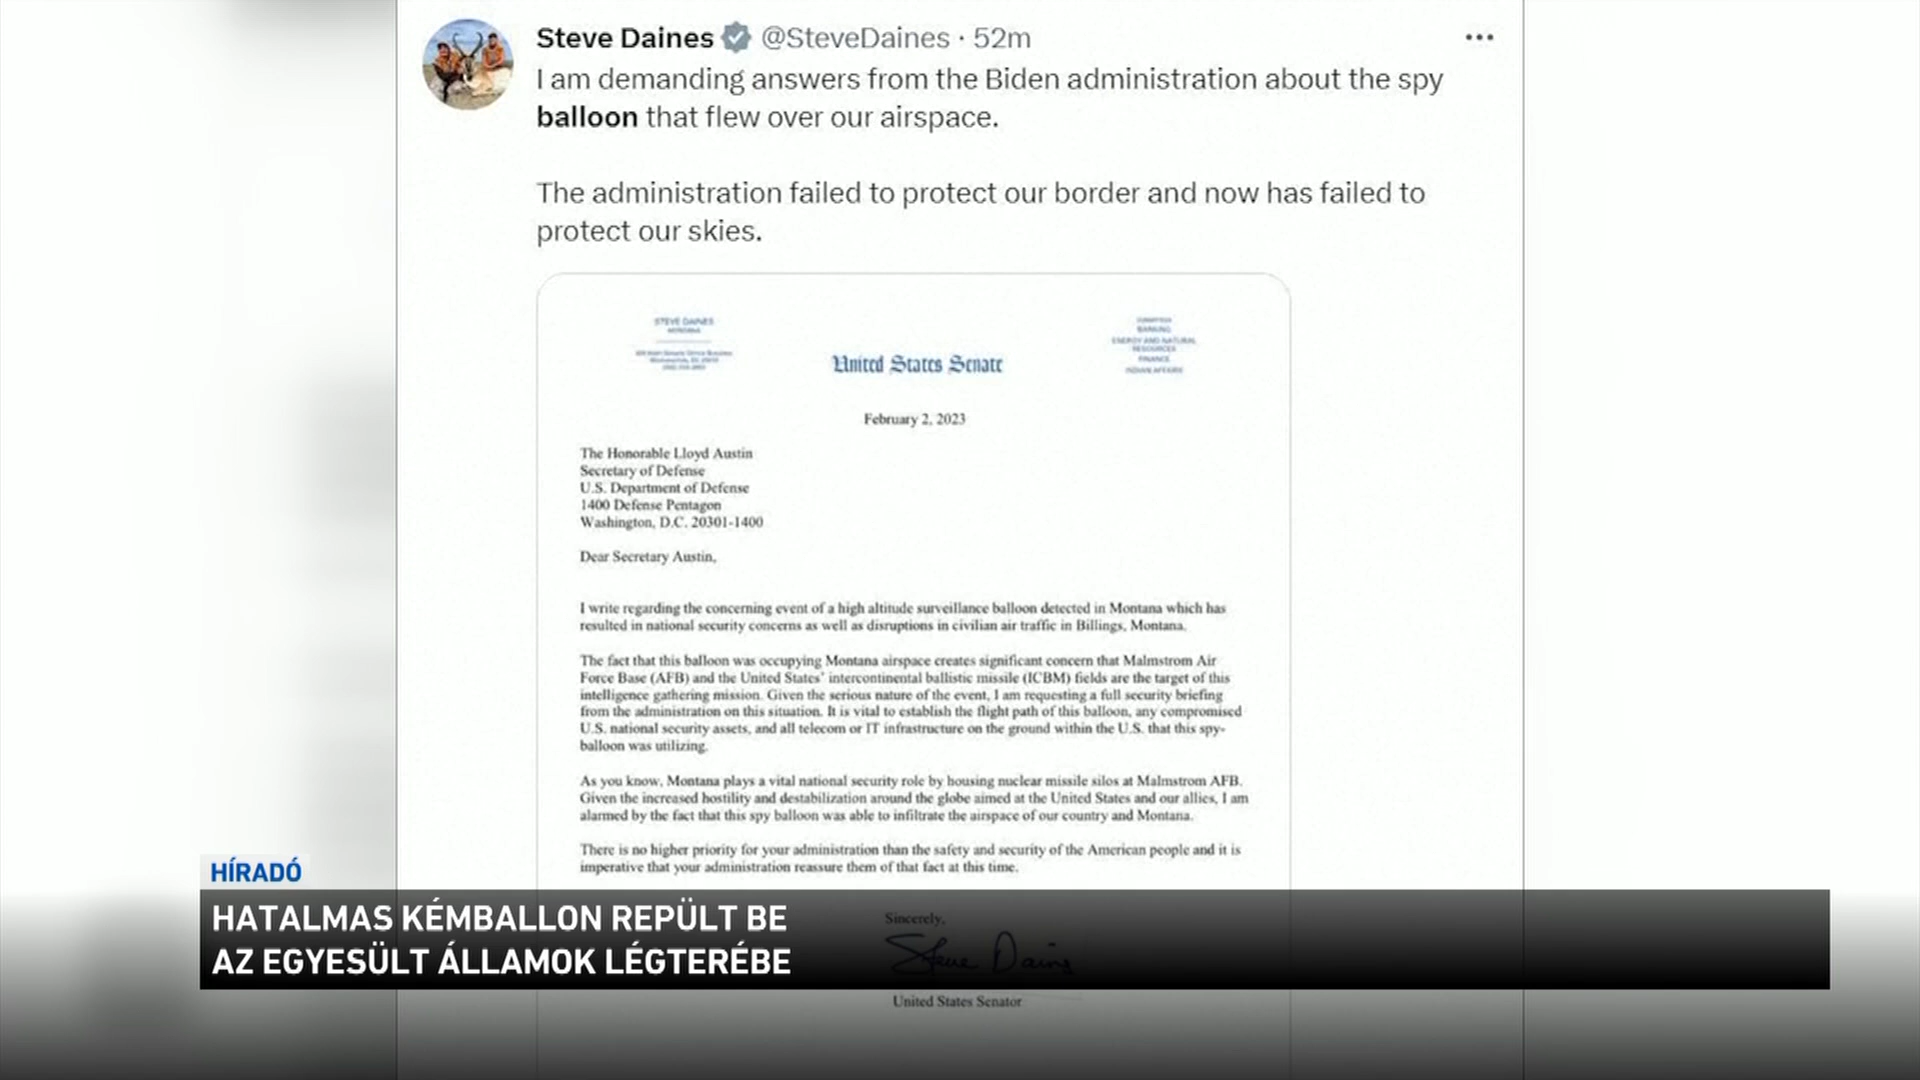 Steve Daines @SteveDaines · 52m
I am demanding answers from the Biden administration about the spy
balloon that flew over our airspace.
The administration failed to protect our border and now has failed to
protect our skies.
STEVE DAINES
MONTANA
United States Senate
BANKING
ENERGY AND NATURAL
RESOURCES
FINANCE
INDIAN AFFAIRS
February 2, 2023
The Honorable Lloyd Austin
Secretary of Defense
U.S. Department of Defense
1400 Defense Pentagon
Washington, D.C. 20301-1400
Dear Secretary Austin,
I write regarding the concerning event of a high altitude surveillance balloon detected in Montana which has
resulted in national security concerns as well as disruptions in civilian air traffic in Billings, Montana.
The fact that this balloon was occupying Montana airspace creates significant concern that Malmstrom Air
Force Base (AFB) and the United States' intercontinental ballistic missile (ICBM) fields are the target of this
intelligence gathering mission. Given the serious nature of the event, I am requesting a full security briefing
from the administration on this situation. It is vital to establish the flight path of this balloon, any compromised
U.S. national security assets, and all telecom or IT infrastructure on the ground within the U.S. that this spy-
balloon was utilizing.
As you know, Montana plays a vital national security role by housing nuclear missile silos at Malmstrom AFB.
Given the increased hostility and destabilization around the globe aimed at the United States and our allies, I am
alarmed by the fact that this spy balloon was able to infiltrate the airspace of our country and Montana.
There is no higher priority for your administration than the safety and security of the American people and it is
imperative that your administration reassure them of that fact at this time.
Sincerely,
Steve Daines
United States Senator
HÍRADÓ
HATALMAS KÉMBALLON REPÜLT BE
AZ EGYESÜLT ÁLLAMOK LÉGTERÉBE